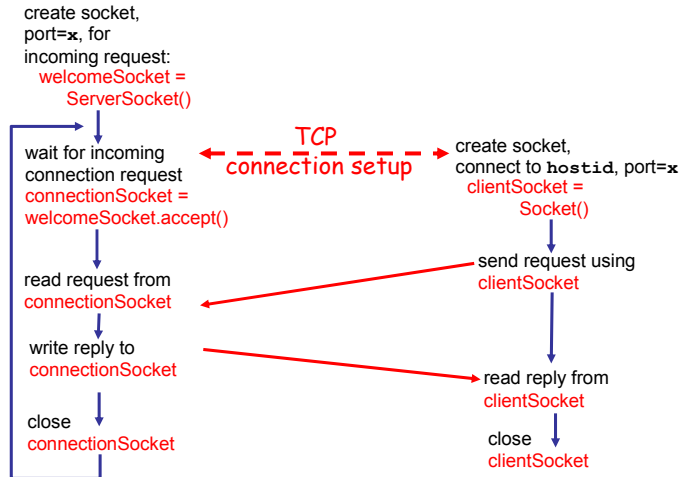 create socket,
port=x, for
incoming request:
welcomeSocket =
ServerSocket()
wait for incoming
connection request
connectionSocket =
welcomeSocket.accept()
read request from
connectionSocket
write reply to
connectionSocket
close
connectionSocket
TCP
connection setup
create socket,
connect to hostid, port=x
clientSocket =
Socket()
send request using
clientSocket
read reply from
clientSocket
close
clientSocket